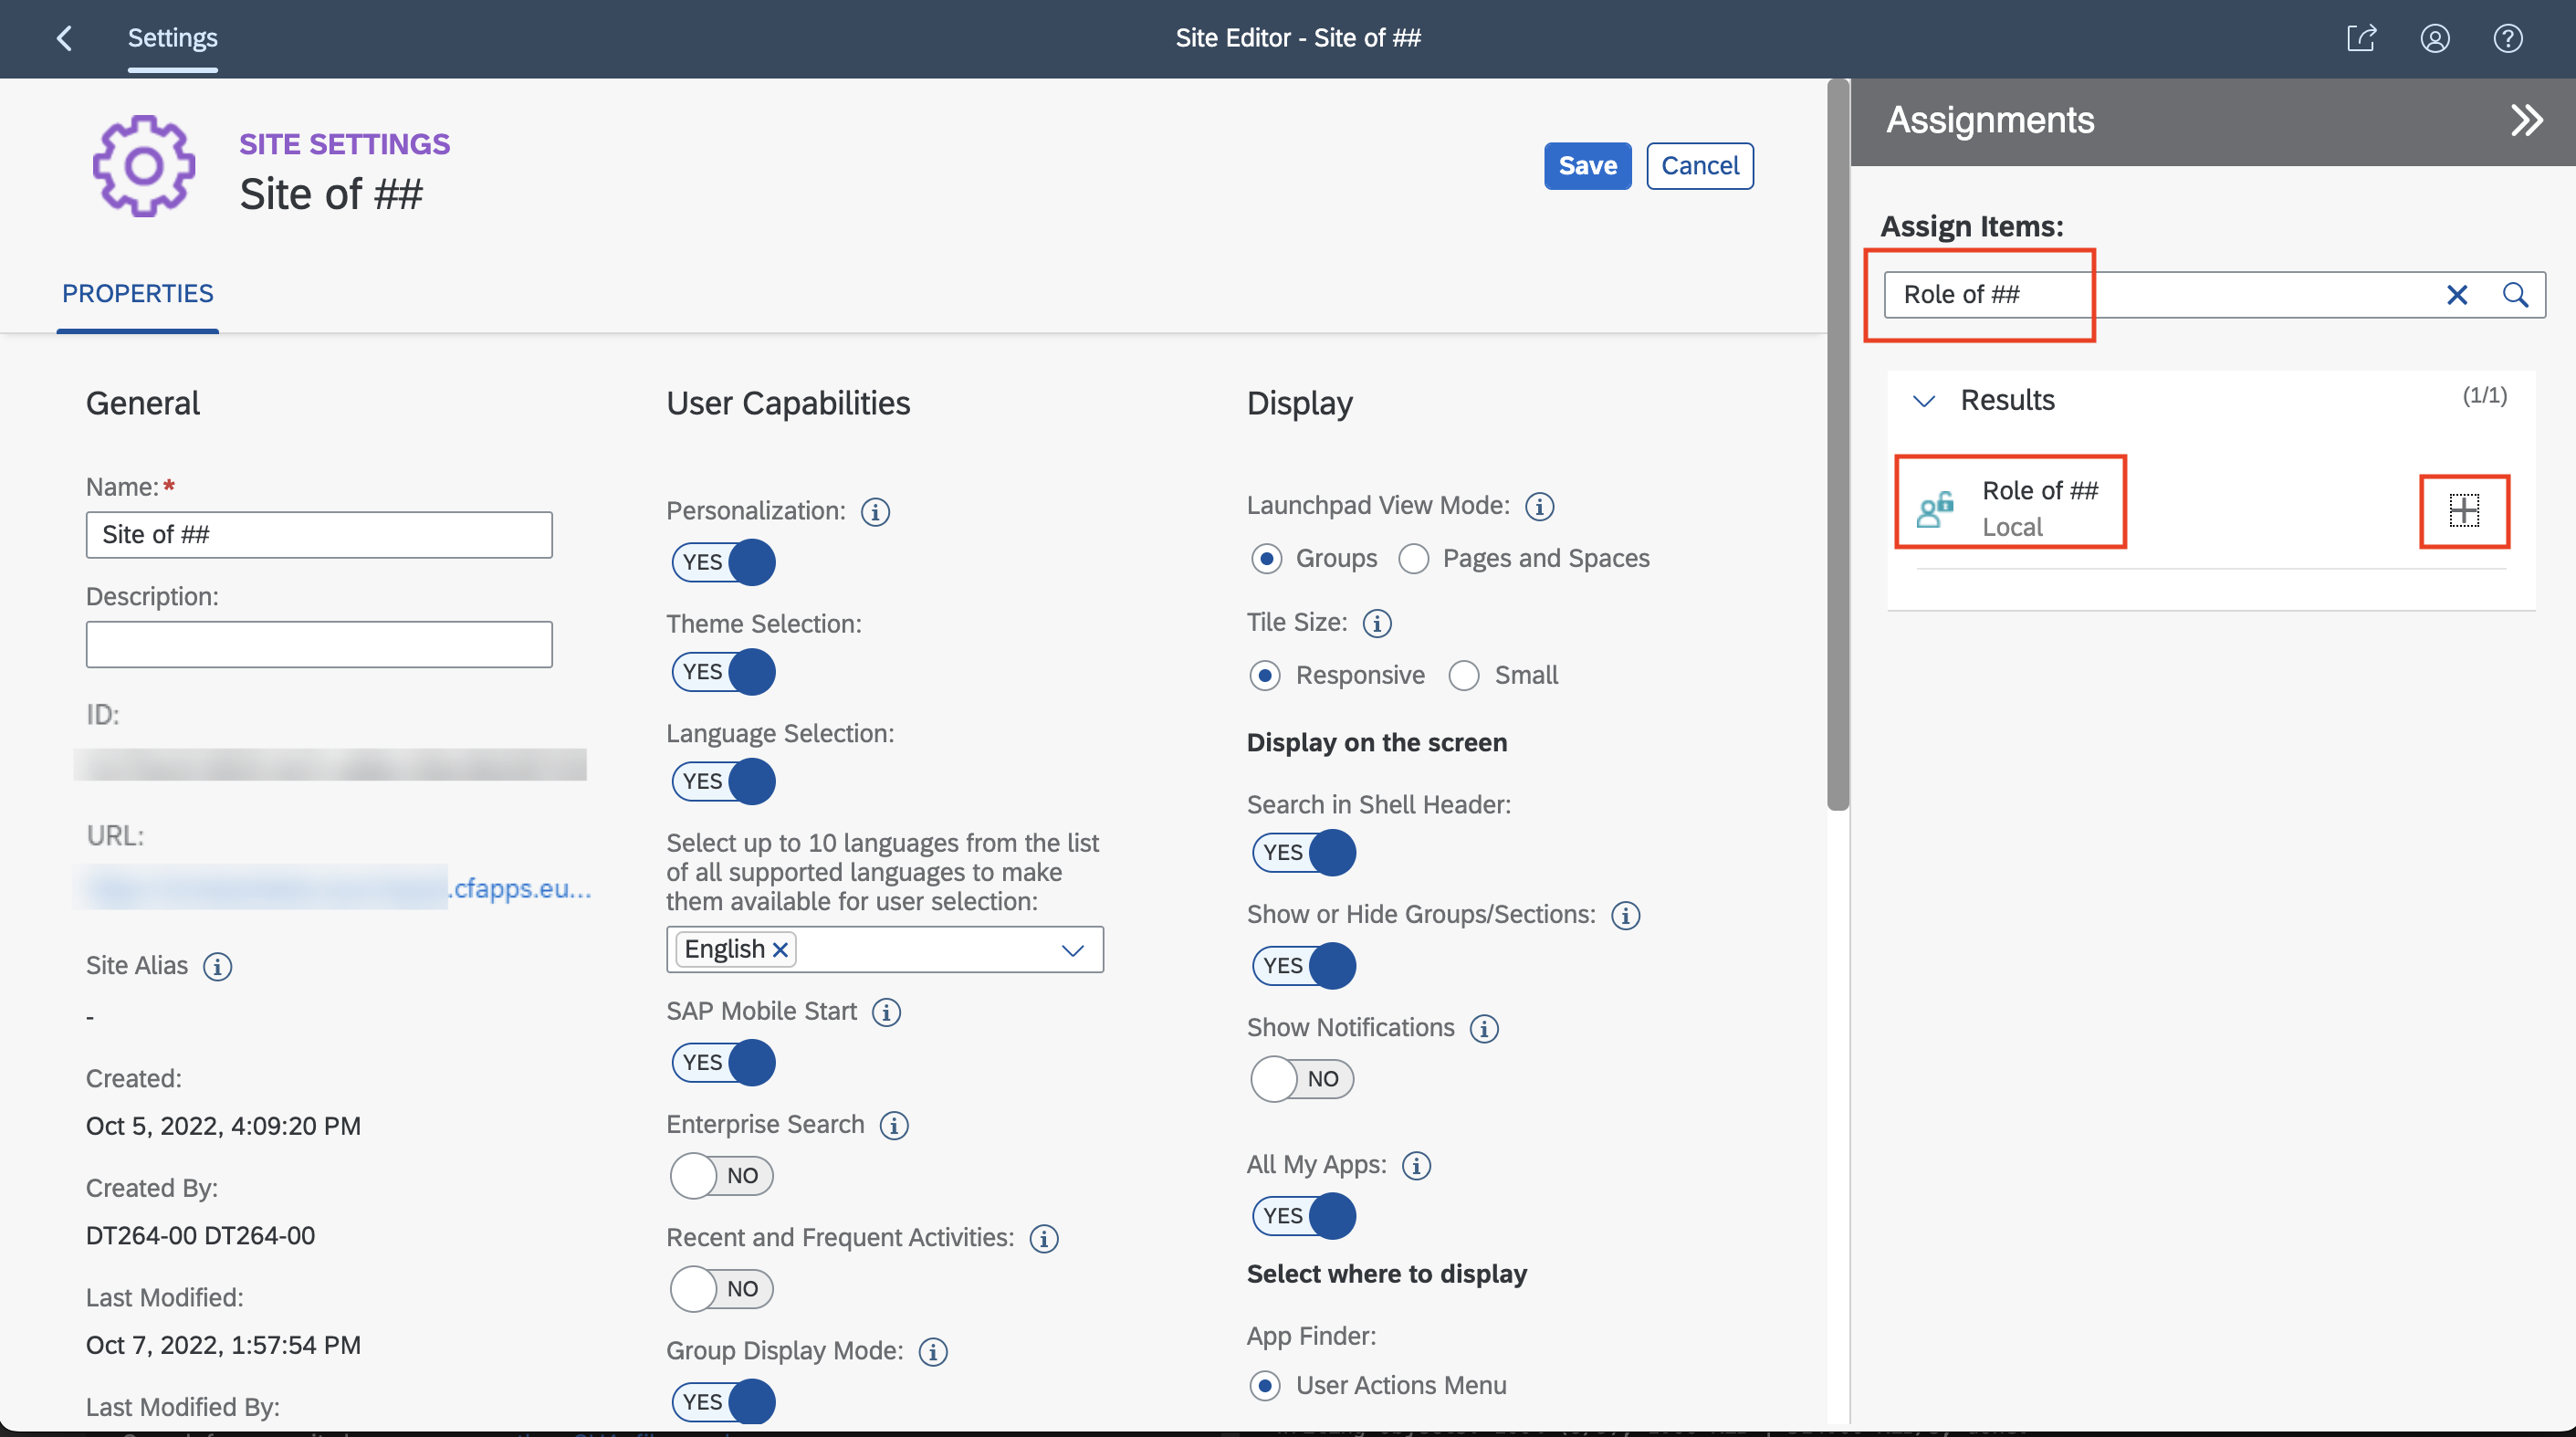 Settings
Site Editor - Site of ##
SITE SETTINGS
Site of ##
Save
Cancel
PROPERTIES
General
Name:*
Site of ##
Description:
ID:
URL:
.cfapps.eu...
Site Alias
-
Created:
Oct 5, 2022, 4:09:20 PM
Created By:
DT264-00 DT264-00
Last Modified:
Oct 7, 2022, 1:57:54 PM
Last Modified By:
User Capabilities
Personalization:
YES
Theme Selection:
YES
Language Selection:
YES
Select up to 10 languages from the list
of all supported languages to make
them available for user selection:
English
SAP Mobile Start
YES
Enterprise Search
NO
Recent and Frequent Activities:
NO
Group Display Mode:
YES
Display
Launchpad View Mode:
Groups Pages and Spaces
Tile Size:
Responsive Small
Display on the screen
Search in Shell Header:
YES
Show or Hide Groups/Sections:
YES
Show Notifications
NO
All My Apps:
YES
Select where to display
App Finder:
User Actions Menu
Assignments
Assign Items:
Role of ##
Results
(1/1)
Role of ##
Local